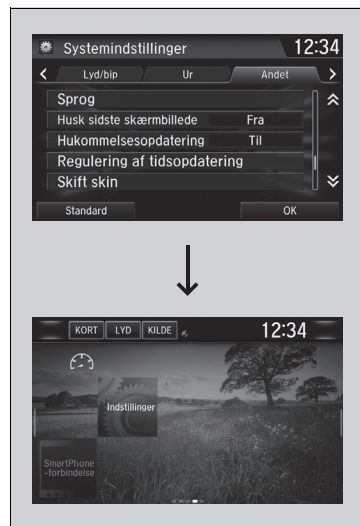 Systemindstillinger 12:34
Lyd/bip Ur Andet
Sprog
Husk sidste skærmbillede Fra
Hukommelsesopdatering Til
Regulering af tidsopdatering
Skift skin
Standard OK
KORT LYD KILDE 12:34
Indstillinger
SmartPhone
-forbindelse